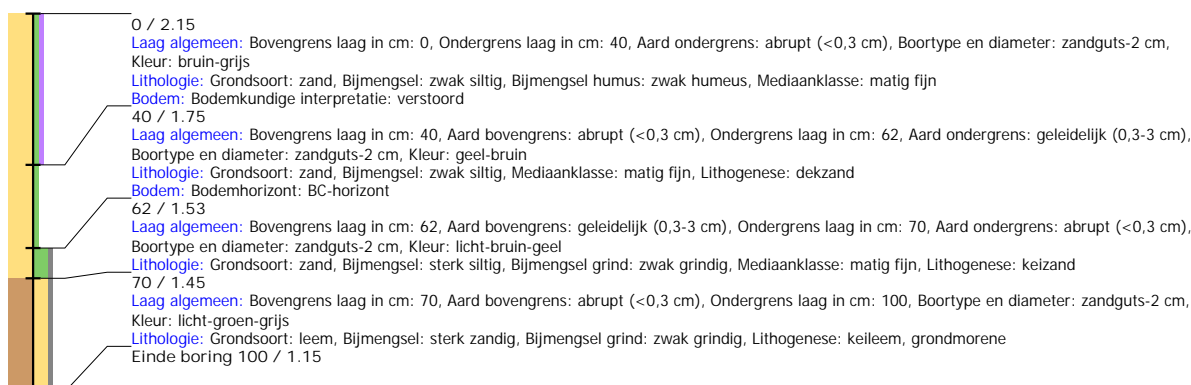 0 / 2.15
Laag algemeen: Bovengrens laag in cm: 0, Ondergrens laag in cm: 40, Aard ondergrens: abrupt (<0,3 cm), Boortype en diameter: zandguts-2 cm,
Kleur: bruin-grijs
Lithologie: Grondsoort: zand, Bijmengsel: zwak siltig, Bijmengsel humus: zwak humeus, Mediaanklasse: matig fijn
Bodem: Bodemkundige interpretatie: verstoord
40 / 1.75
Laag algemeen: Bovengrens laag in cm: 40, Aard bovengrens: abrupt (<0,3 cm), Ondergrens laag in cm: 62, Aard ondergrens: geleidelijk (0,3-3 cm),
Boortype en diameter: zandguts-2 cm, Kleur: geel-bruin
Lithologie: Grondsoort: zand, Bijmengsel: zwak siltig, Mediaanklasse: matig fijn, Lithogenese: dekzand
Bodem: Bodemhorizont: BC-horizont
62 / 1.53
Laag algemeen: Bovengrens laag in cm: 62, Aard bovengrens: geleidelijk (0,3-3 cm), Ondergrens laag in cm: 70, Aard ondergrens: abrupt (<0,3 cm),
Boortype en diameter: zandguts-2 cm, Kleur: licht-bruin-geel
Lithologie: Grondsoort: zand, Bijmengsel: sterk siltig, Bijmengsel grind: zwak grindig, Mediaanklasse: matig fijn, Lithogenese: keizand
70 / 1.45
Laag algemeen: Bovengrens laag in cm: 70, Aard bovengrens: abrupt (<0,3 cm), Ondergrens laag in cm: 100, Boortype en diameter: zandguts-2 cm,
Kleur: licht-groen-grijs
Lithologie: Grondsoort: leem, Bijmengsel: sterk zandig, Bijmengsel grind: zwak grindig, Lithogenese: keileem, grondmorene
Einde boring 100 / 1.15